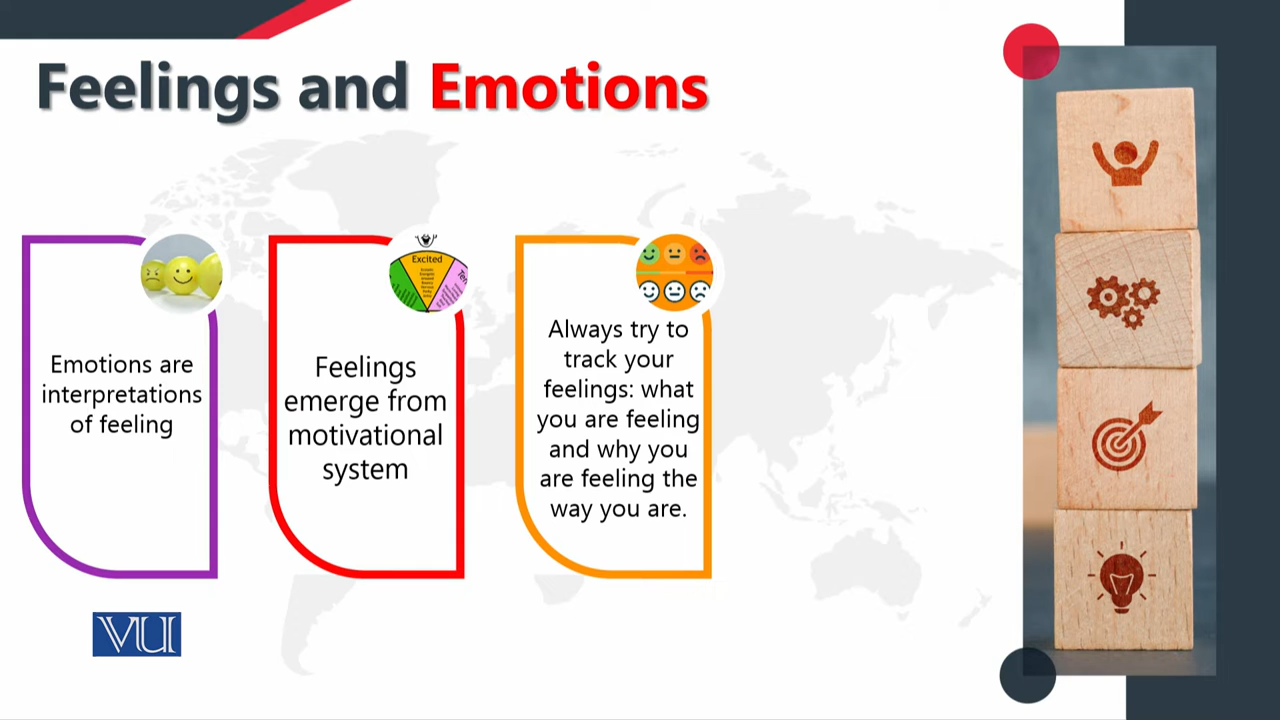 Feelings and Emotions
Excited
Emotions are
interpretations
of feeling
Feelings
emerge from
motivational
system
Always try to
track your
feelings: what
you are feeling
and why you
are feeling the
way you are.
VU